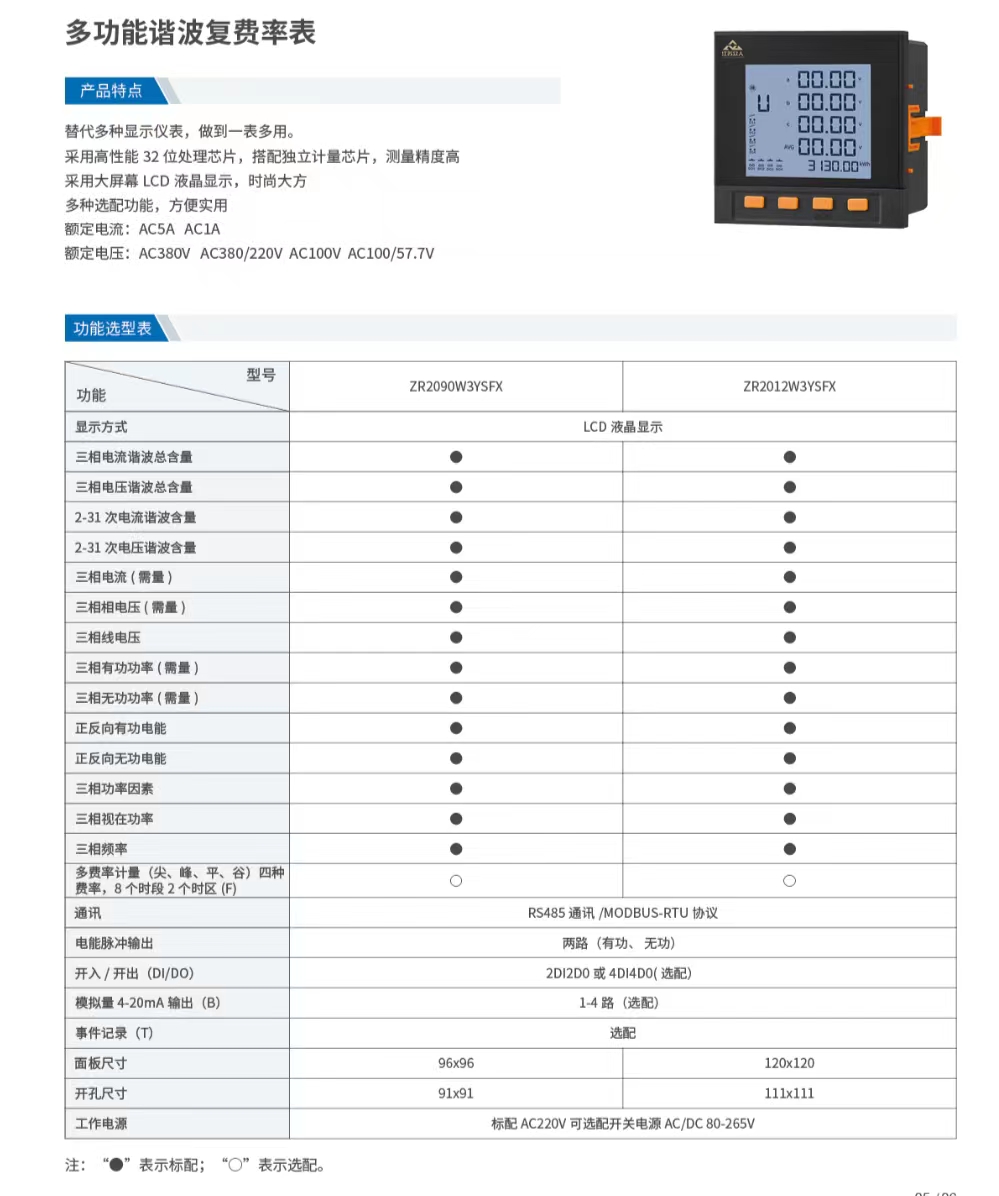 多功能谐波复费率表
产品特点
替代多种显示仪表，做到一表多用。
采用高性能 32 位处理芯片，搭配独立计量芯片，测量精度高
采用大屏幕 LCD 液晶显示，时尚大方
多种选配功能，方便实用
额定电流：AC5A AC1A
额定电压：AC380V AC380/220V AC100V AC100/57.7V
00.00
U 00.00
00.00
AVG 00.00
3130.00 kWh
功能选型表
型号
功能
ZR2090W3YSFX ZR2012W3YSFX
显示方式 LCD 液晶显示
三相电流谐波总含量 ● ●
三相电压谐波总含量 ● ●
2-31 次电流谐波含量 ● ●
2-31 次电压谐波含量 ● ●
三相电流 ( 需量 ) ● ●
三相相电压 ( 需量 ) ● ●
三相线电压 ● ●
三相有功功率 ( 需量 ) ● ●
三相无功功率 ( 需量 ) ● ●
正反向有功电能 ● ●
正反向无功电能 ● ●
三相功率因素 ● ●
三相视在功率 ● ●
三相频率 ● ●
多费率计量（尖、峰、平、谷）四种
费率，8 个时段 2 个时区 (F) ○ ○
通讯 RS485 通讯 /MODBUS-RTU 协议
电能脉冲输出 两路（有功、 无功）
开入 / 开出（DI/DO） 2DI2D0 或 4DI4D0( 选配）
模拟量 4-20mA 输出（B） 1-4 路（选配）
事件记录（T） 选配
面板尺寸 96x96 120x120
开孔尺寸 91x91 111x111
工作电源 标配 AC220V 可选配开关电源 AC/DC 80-265V
注：“●”表示标配；“○”表示选配。